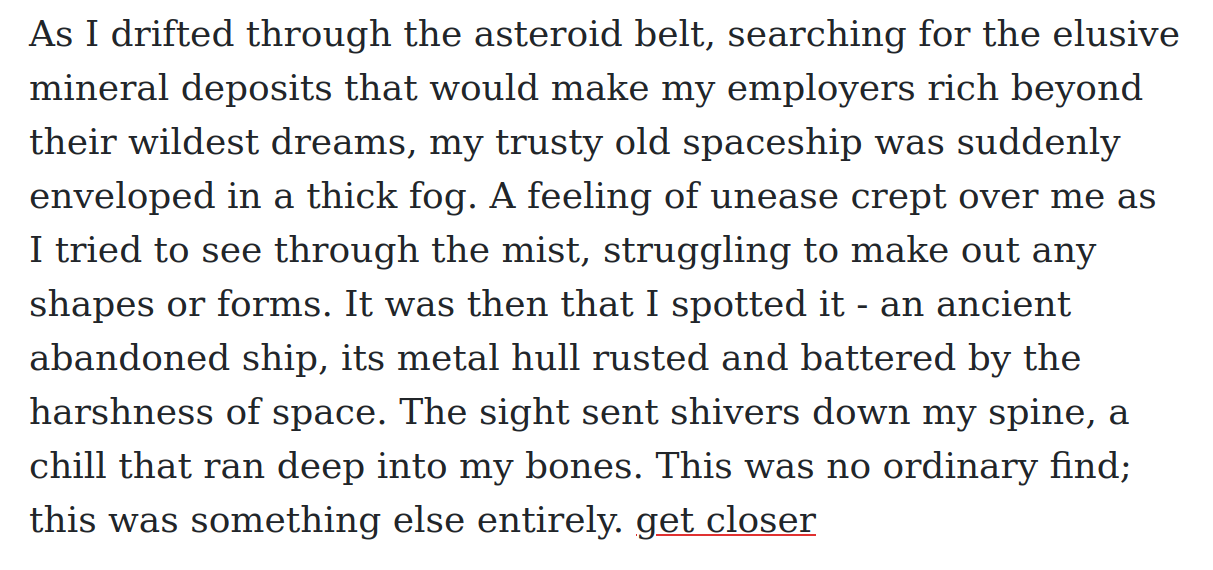 As I drifted through the asteroid belt, searching for the elusive
mineral deposits that would make my employers rich beyond
their wildest dreams, my trusty old spaceship was suddenly
enveloped in a thick fog. A feeling of unease crept over me as
I tried to see through the mist, struggling to make out any
shapes or forms. It was then that I spotted it - an ancient
abandoned ship, its metal hull rusted and battered by the
harshness of space. The sight sent shivers down my spine, a
chill that ran deep into my bones. This was no ordinary find;
this was something else entirely. get closer